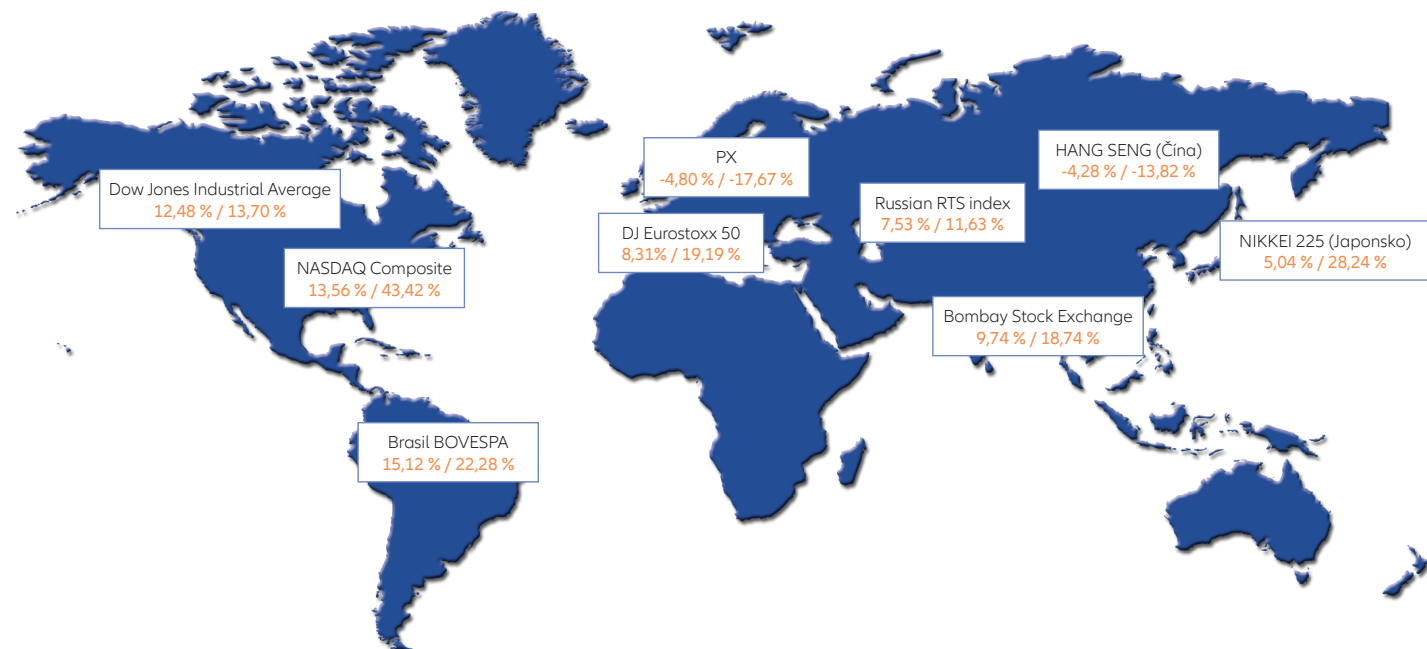 PX
-4,80 % / -17,67 %
HANG SENG (Čína)
-4,28 % / -13,82 %
Dow Jones Industrial Average
12,48 % / 13,70 %
Russian RTS index
7,53 % / 11,63 %
DJ Eurostoxx 50
8,31% / 19,19 %
NIKKEI 225 (Japonsko)
5,04 % / 28,24 %
NASDAQ Composite
13,56 % / 43,42 %
Bombay Stock Exchange
9,74 % / 18,74 %
Brasil BOVESPA
15,12 % / 22,28 %